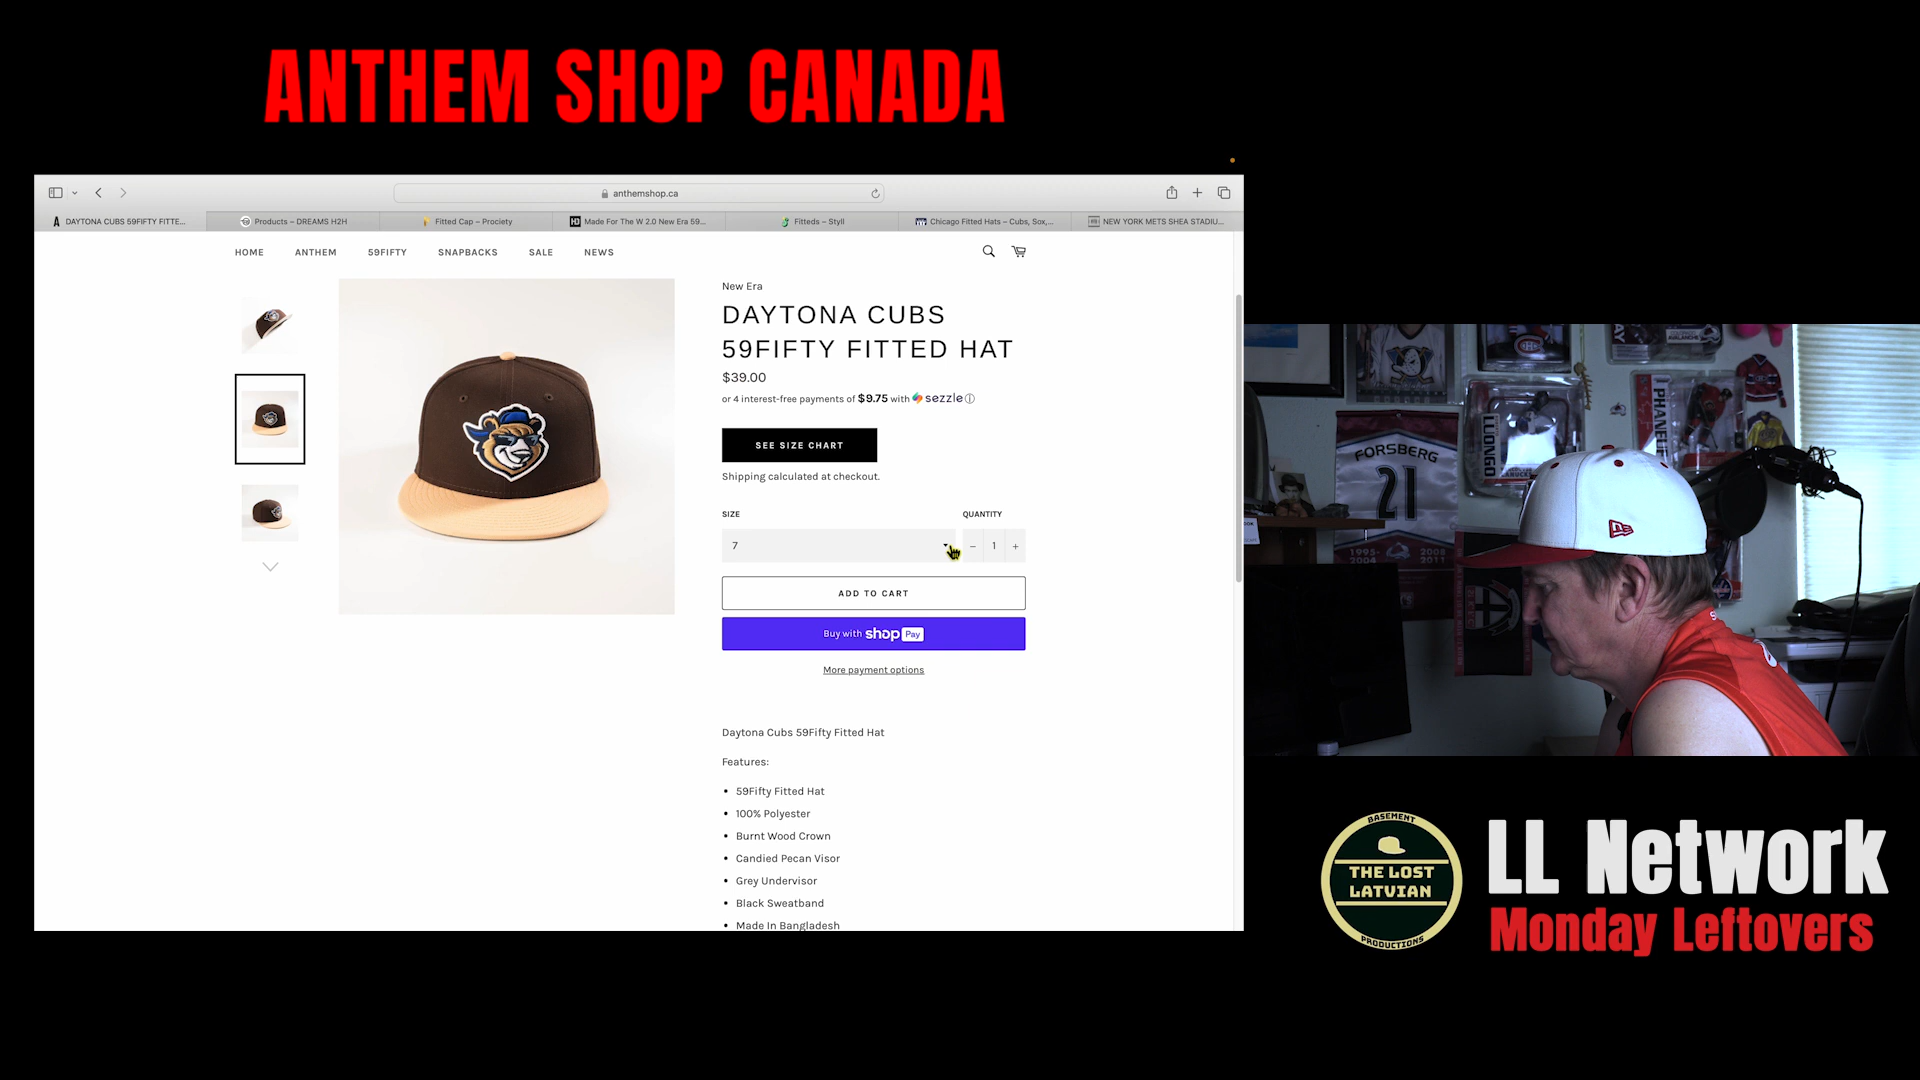 ANTHEM SHOP CANADA
anthemshop.ca
DAYTONA CUBS 59FIFTY FITTE...
Products – DREAMS H2H
Fitted Cap – Prociety
Made For The W 2.0 New Era 59...
Fitteds – Styll
Chicago Fitted Hats – Cubs, Sox,...
NEW YORK METS SHEA STADIU...
HOME
ANTHEM
59FIFTY
SNAPBACKS
SALE
NEWS
New Era
DAYTONA CUBS
59FIFTY FITTED HAT
$39.00
or 4 interest-free payments of $9.75 with sezzle
SEE SIZE CHART
Shipping calculated at checkout.
SIZE
QUANTITY
7
− 1 +
ADD TO CART
Buy with shop Pay
More payment options
Daytona Cubs 59Fifty Fitted Hat
Features:
• 59Fifty Fitted Hat
• 100% Polyester
• Burnt Wood Crown
• Candied Pecan Visor
• Grey Undervisor
• Black Sweatband
• Made In Bangladesh
FORSBERG
21
1995-
2004
2008
2011
LUONGO
PHANEUF
BASEMENT
THE LOST
LATVIAN
PRODUCTIONS
LL Network
Monday Leftovers